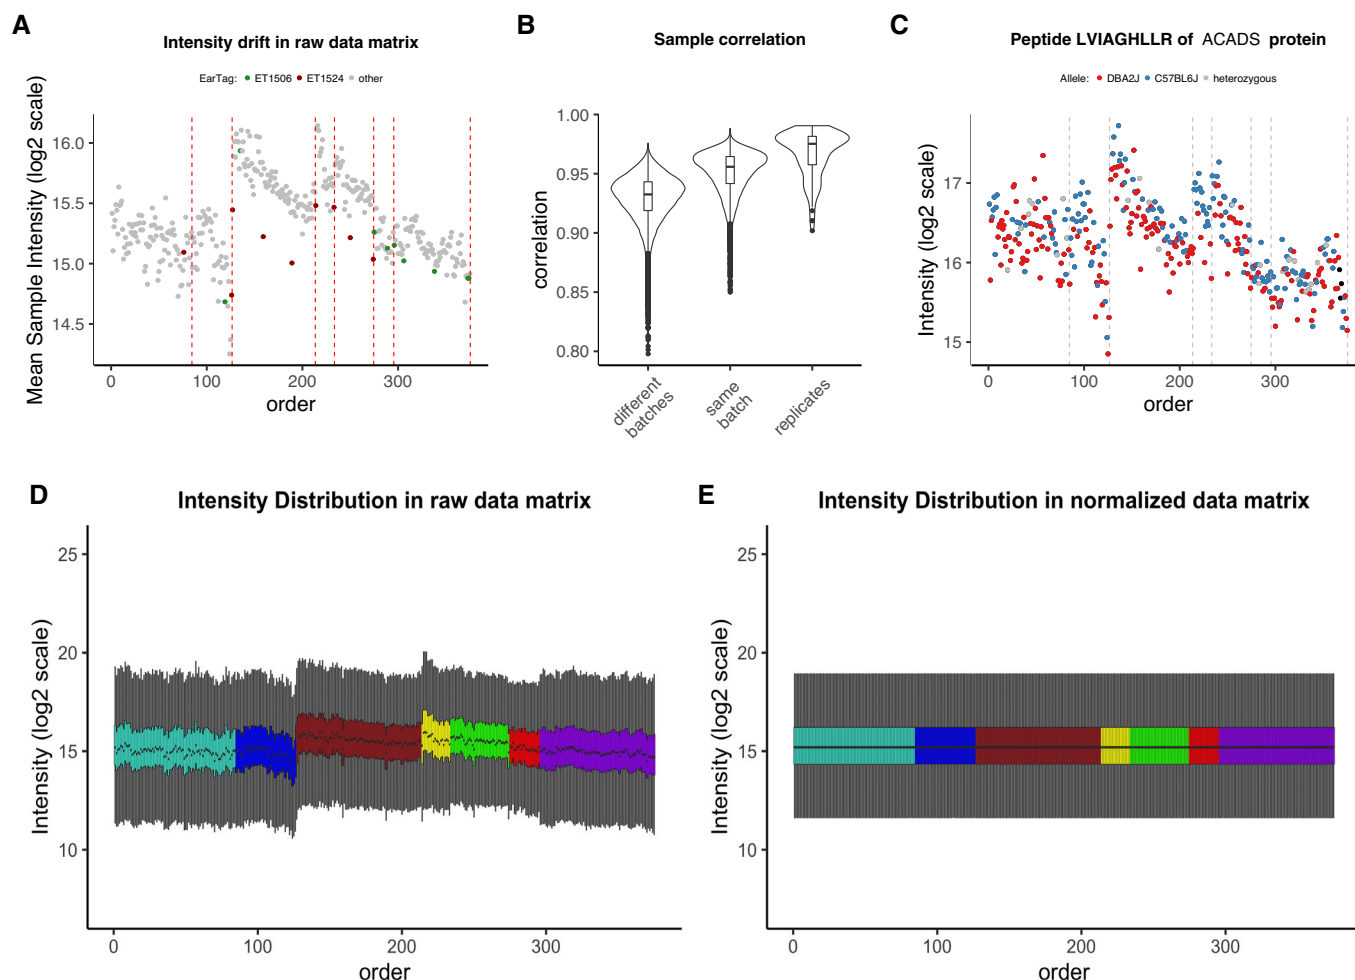 A
Intensity drift in raw data matrix
EarTag: ET1506 ET1524 other
Mean Sample Intensity (log2 scale)
16.0
15.5
15.0
14.5
0 100 200 300
order
B
Sample correlation
correlation
1.00
0.95
0.90
0.85
0.80
different
batches
same
batch
replicates
C
Peptide LVIAGHLLR of ACADS protein
Allele: DBA2J C57BL6J heterozygous
Intensity (log2 scale)
17
16
15
0 100 200 300
order
D
Intensity Distribution in raw data matrix
Intensity (log2 scale)
25
20
15
10
0 100 200 300
order
E
Intensity Distribution in normalized data matrix
Intensity (log2 scale)
25
20
15
10
0 100 200 300
order